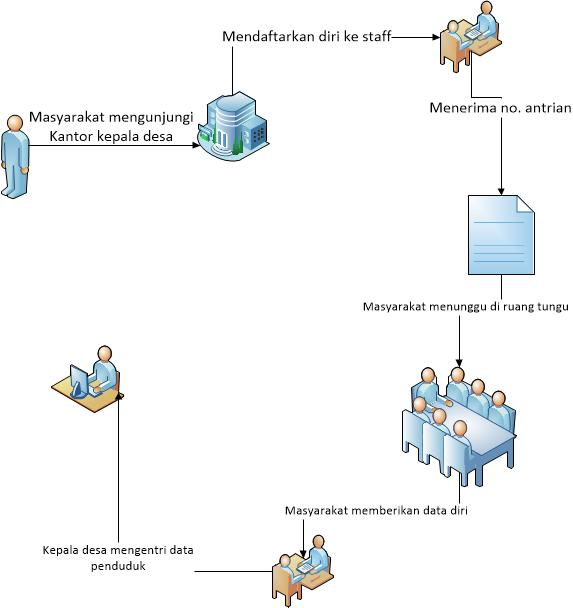 Mendaftarkan diri ke staff
Menerima no. antrian
Masyarakat mengunjungi
Kantor kepala desa
Masyarakat menunggu di ruang tungu
Masyarakat memberikan data diri
Kepala desa mengentri data
penduduk